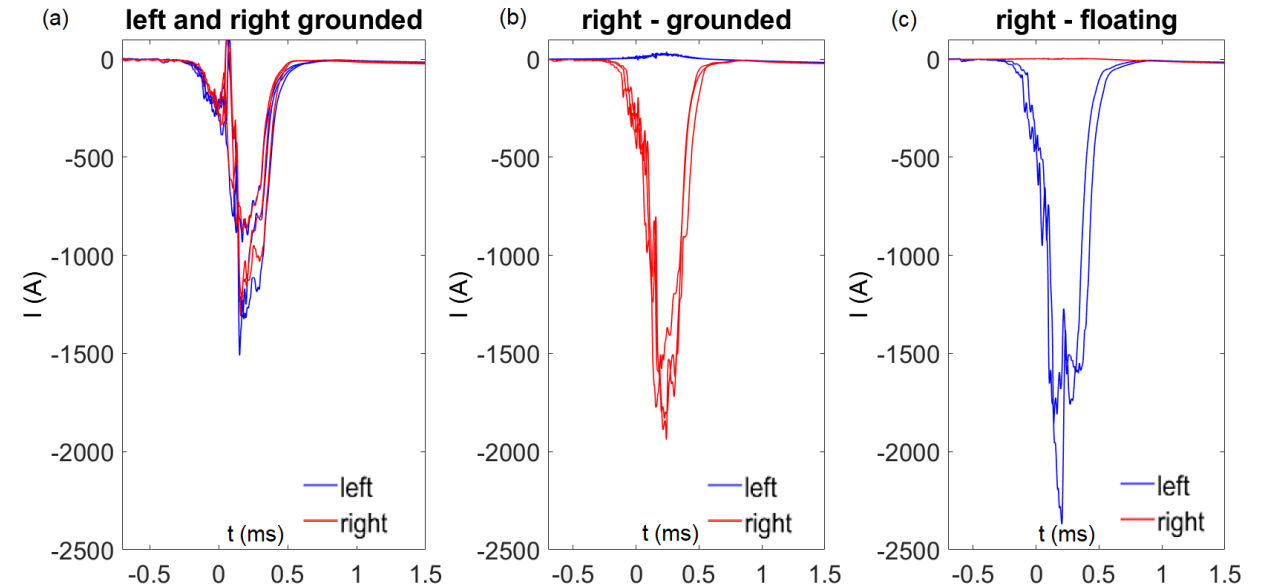 (a) left and right grounded
0
-500
-1000
-1500
-2000
-2500
I (A)
left
right
t (ms)
-0.5 0 0.5 1 1.5
(b) right - grounded
0
-500
-1000
-1500
-2000
-2500
I (A)
left
right
t (ms)
-0.5 0 0.5 1 1.5
(c) right - floating
0
-500
-1000
-1500
-2000
-2500
I (A)
left
right
t (ms)
-0.5 0 0.5 1 1.5